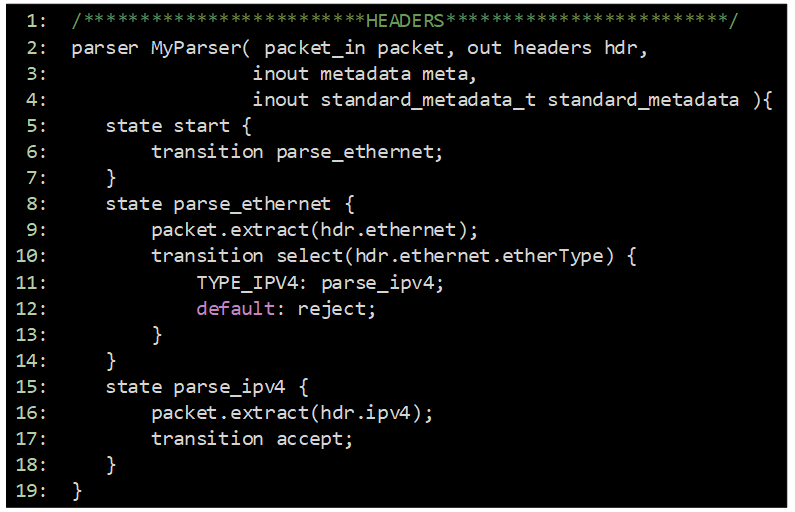 1: /*************************HEADERS*************************/
2: parser MyParser( packet_in packet, out headers hdr,
3: inout metadata meta,
4: inout standard_metadata_t standard_metadata ){
5: state start {
6: transition parse_ethernet;
7: }
8: state parse_ethernet {
9: packet.extract(hdr.ethernet);
10: transition select(hdr.ethernet.etherType) {
11: TYPE_IPV4: parse_ipv4;
12: default: reject;
13: }
14: }
15: state parse_ipv4 {
16: packet.extract(hdr.ipv4);
17: transition accept;
18: }
19: }